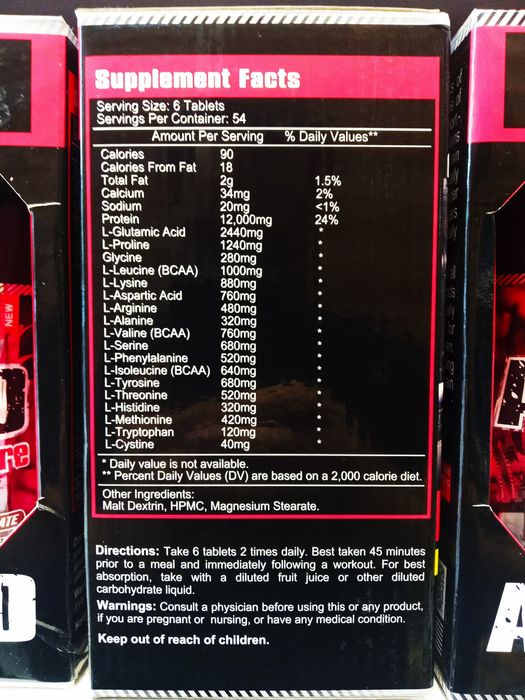 Supplement Facts
Serving Size: 6 Tablets
Servings Per Container: 54
Amount Per Serving % Daily Values**
Calories 90
Calories From Fat 18
Total Fat 2g 1.5%
Calcium 34mg 2%
Sodium 20mg <1%
Protein 12,000mg 24%
L-Glutamic Acid 2440mg *
L-Proline 1240mg *
Glycine 280mg *
L-Leucine (BCAA) 1000mg *
L-Lysine 880mg *
L-Aspartic Acid 760mg *
L-Arginine 480mg *
L-Alanine 320mg *
L-Valine (BCAA) 760mg *
L-Serine 680mg *
L-Phenylalanine 520mg *
L-Isoleucine (BCAA) 640mg *
L-Tyrosine 680mg *
L-Threonine 520mg *
L-Histidine 320mg *
L-Methionine 420mg *
L-Tryptophan 120mg *
L-Cystine 40mg *
* Daily value is not available.
** Percent Daily Values (DV) are based on a 2,000 calorie diet.
Other Ingredients:
Malt Dextrin, HPMC, Magnesium Stearate.
Directions: Take 6 tablets 2 times daily. Best taken 45 minutes
prior to a meal and immediately following a workout. For best
absorption, take with a diluted fruit juice or other diluted
carbohydrate liquid.
Warnings: Consult a physician before using this or any product,
if you are pregnant or nursing, or have any medical condition.
Keep out of reach of children.
NEW